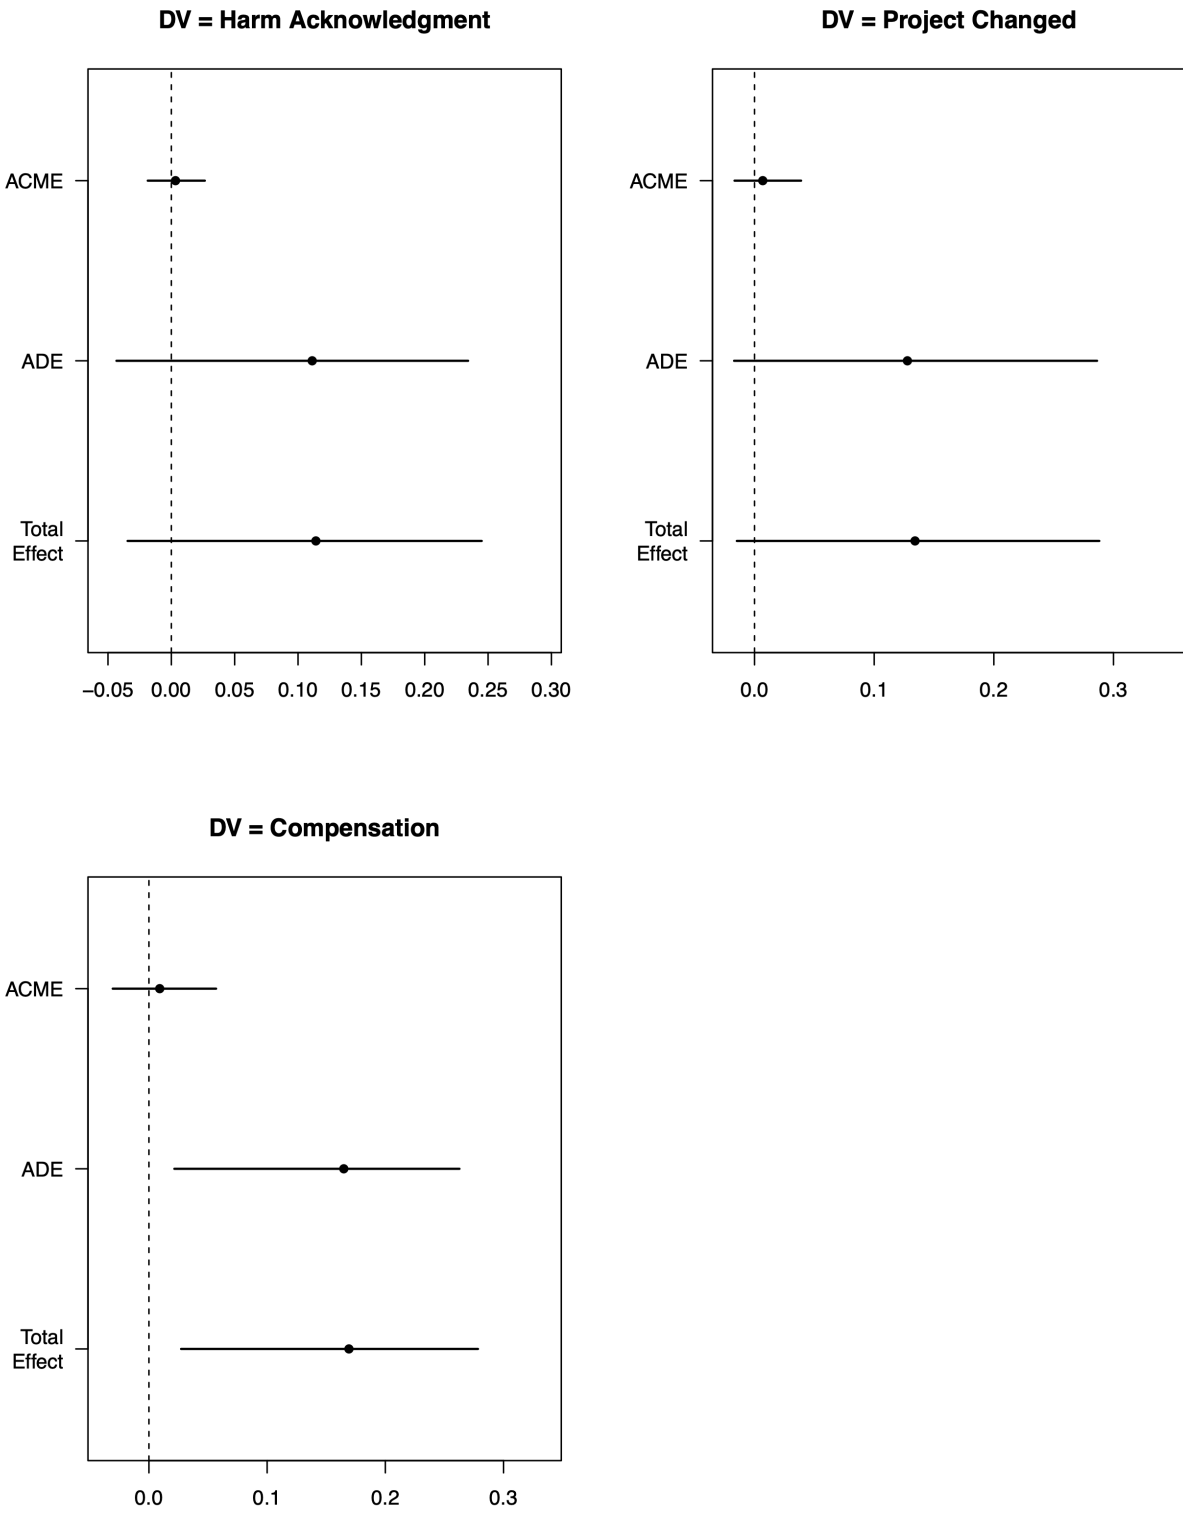 DV = Harm Acknowledgment
ACME
ADE
Total
Effect
−0.05 0.00 0.05 0.10 0.15 0.20 0.25 0.30
DV = Project Changed
ACME
ADE
Total
Effect
0.0 0.1 0.2 0.3
DV = Compensation
ACME
ADE
Total
Effect
0.0 0.1 0.2 0.3